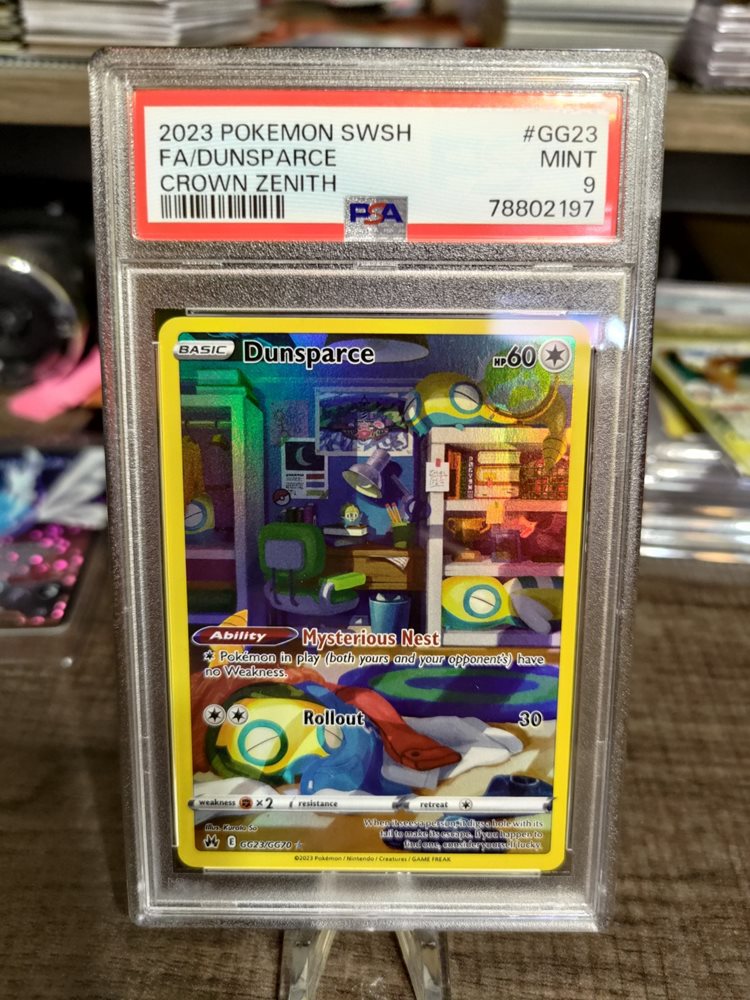 2023 POKEMON SWSH #GG23
FA/DUNSPARCE MINT
CROWN ZENITH 9
PSA 78802197
BASIC Dunsparce HP60
Ability Mysterious Nest
Pokémon in play (both yours and your opponent's) have
no Weakness.
Rollout 30
weakness ×2 resistance retreat
When it sees a person, it digs a hole with its
Illus. Kurata So tail to make its escape. If you happen to
find one, consider yourself lucky.
E GG23/GG70
©2023 Pokémon / Nintendo / Creatures / GAME FREAK